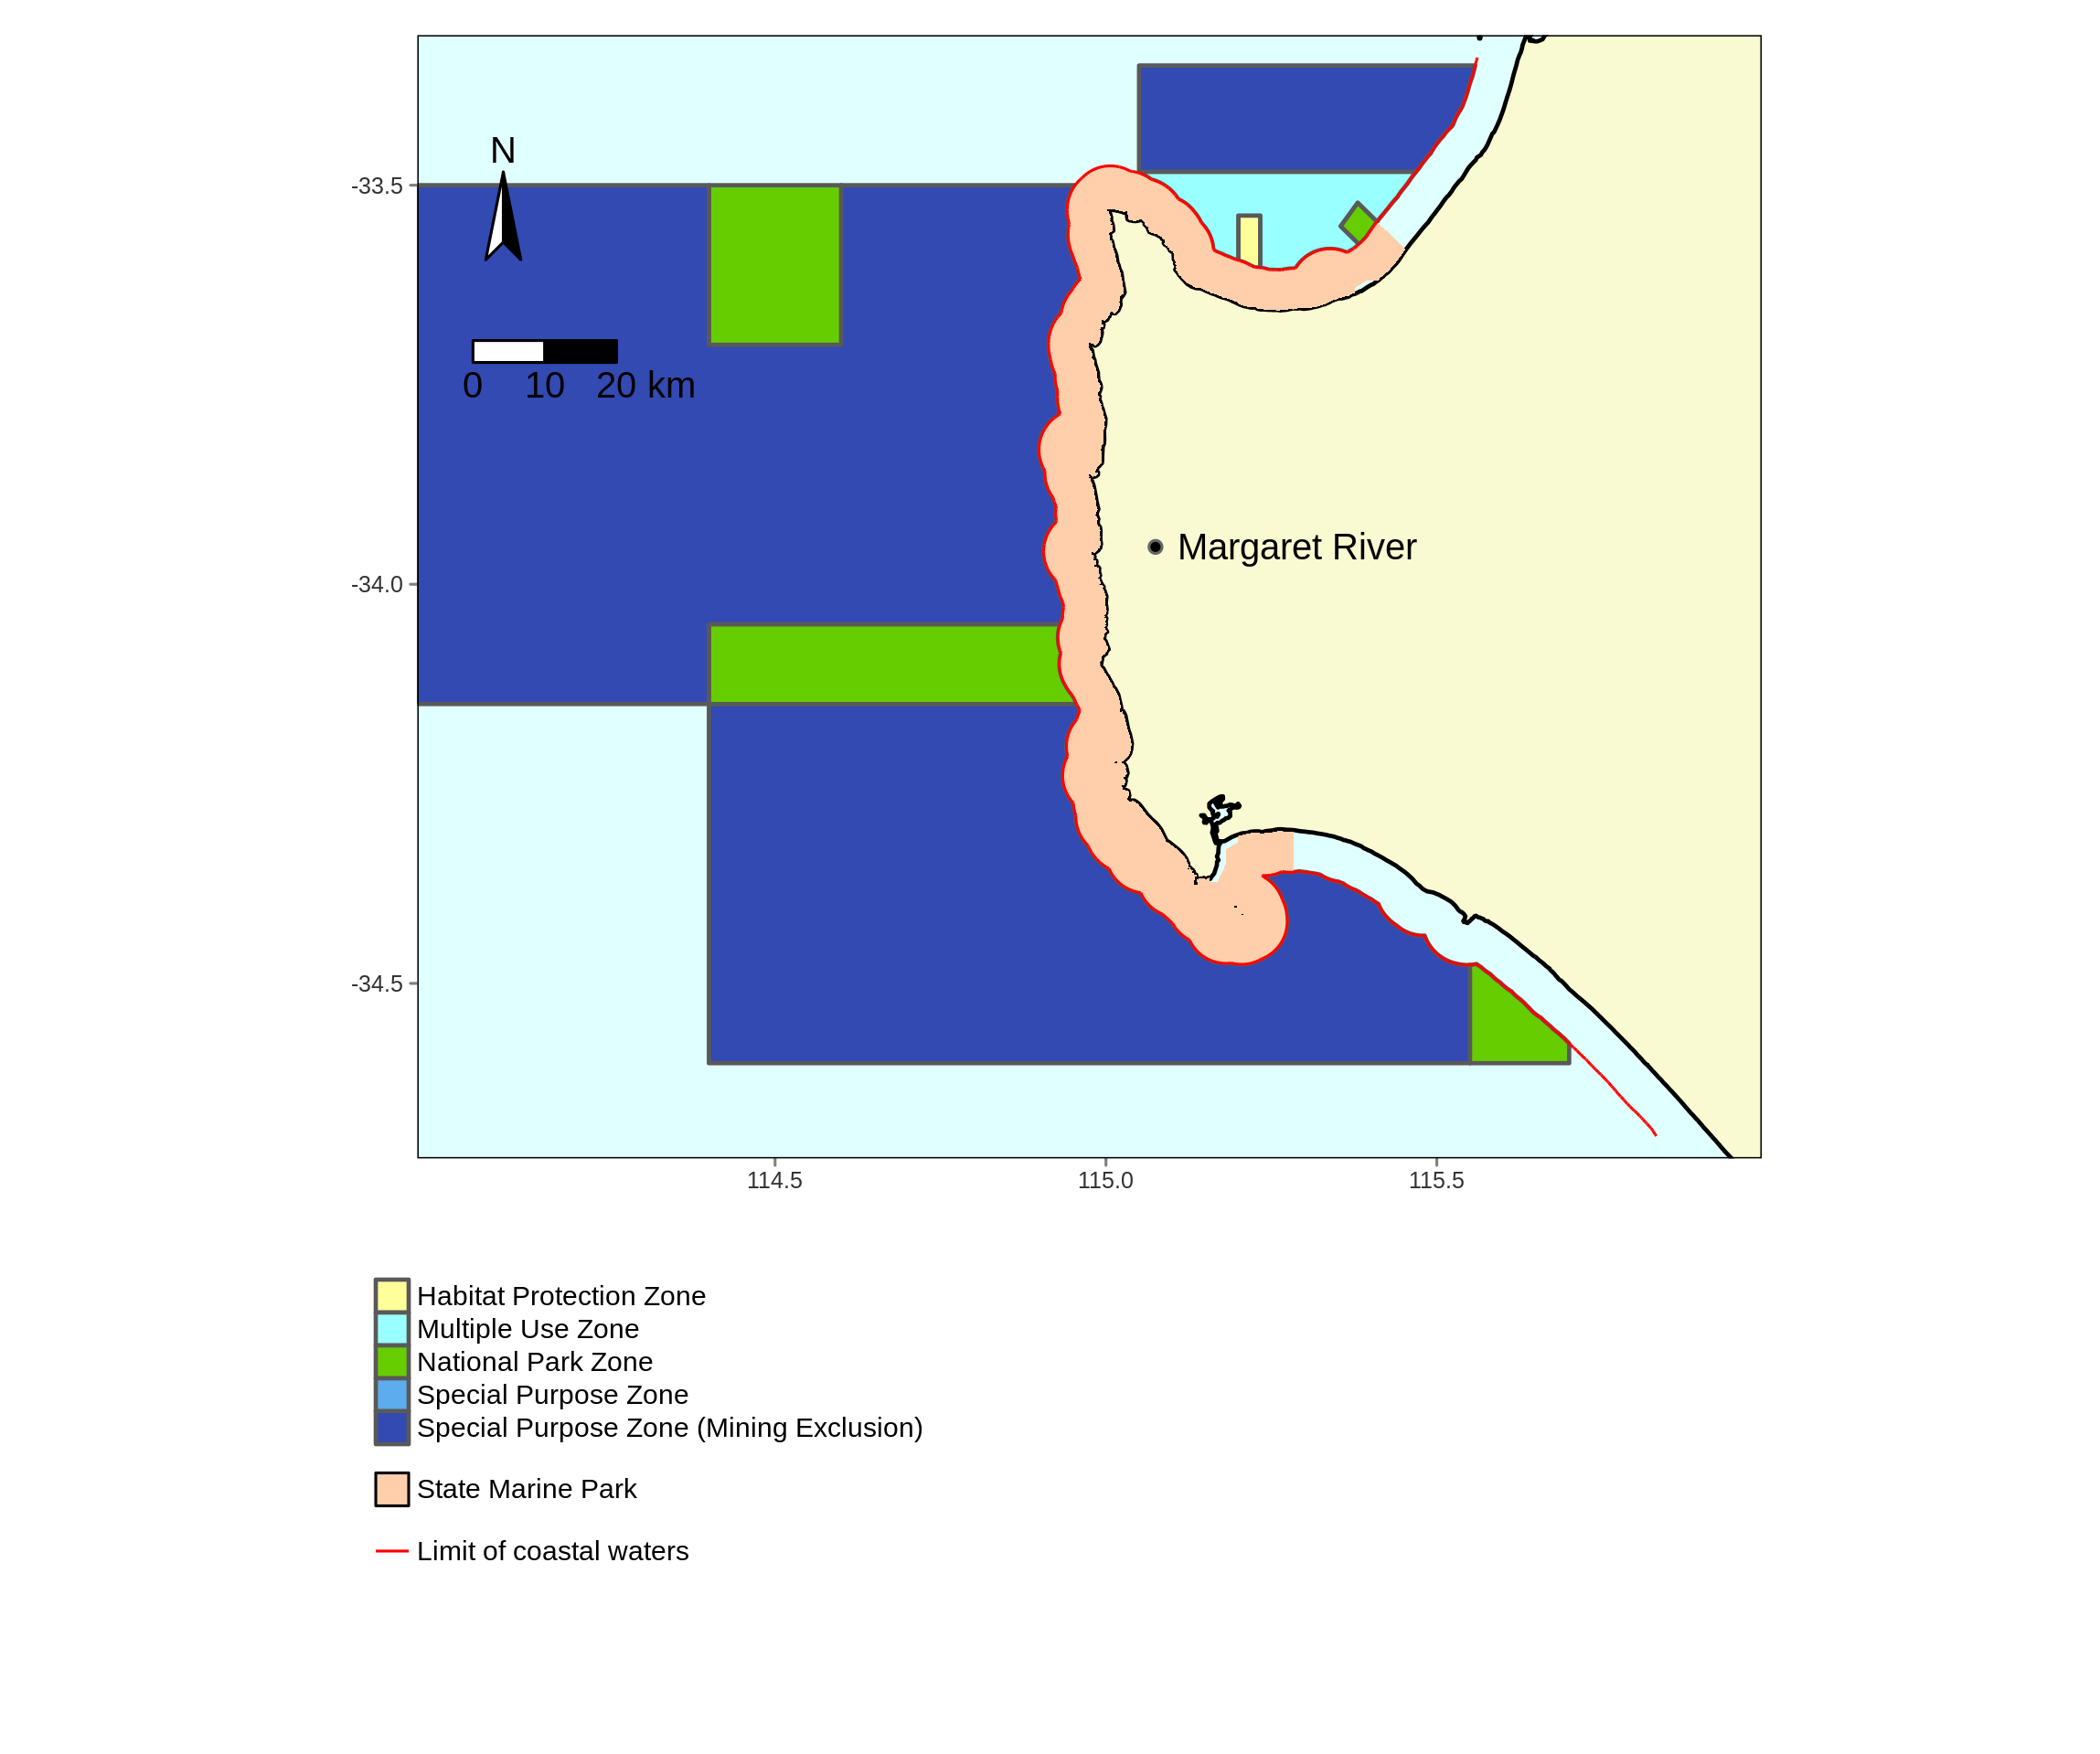 N
-33.5
0 10 20 km
Margaret River
-34.0
-34.5
114.5 115.0 115.5
Habitat Protection Zone
Multiple Use Zone
National Park Zone
Special Purpose Zone
Special Purpose Zone (Mining Exclusion)
State Marine Park
Limit of coastal waters